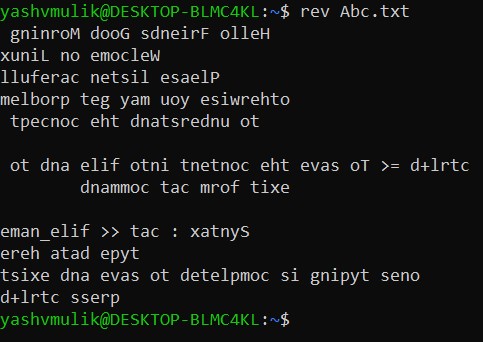 yashvmulik@DESKTOP-BLMC4KL:~$ rev Abc.txt
 gninroM dooG sdneirF olleH
xuniL no emocleW
lluferac netsil esaelP
melborp teg yam uoy esiwrehto
 tpecnoc eht dnatsrednu ot

 ot dna elif otni tnetnoc eht evas oT >= d+lrtc
        dnammoc tac mrof tixe

eman_elif >> tac : xatnyS
ereh atad epyt
tsixe dna evas ot detelpmoc si gnipyt seno
d+lrtc sserp
yashvmulik@DESKTOP-BLMC4KL:~$